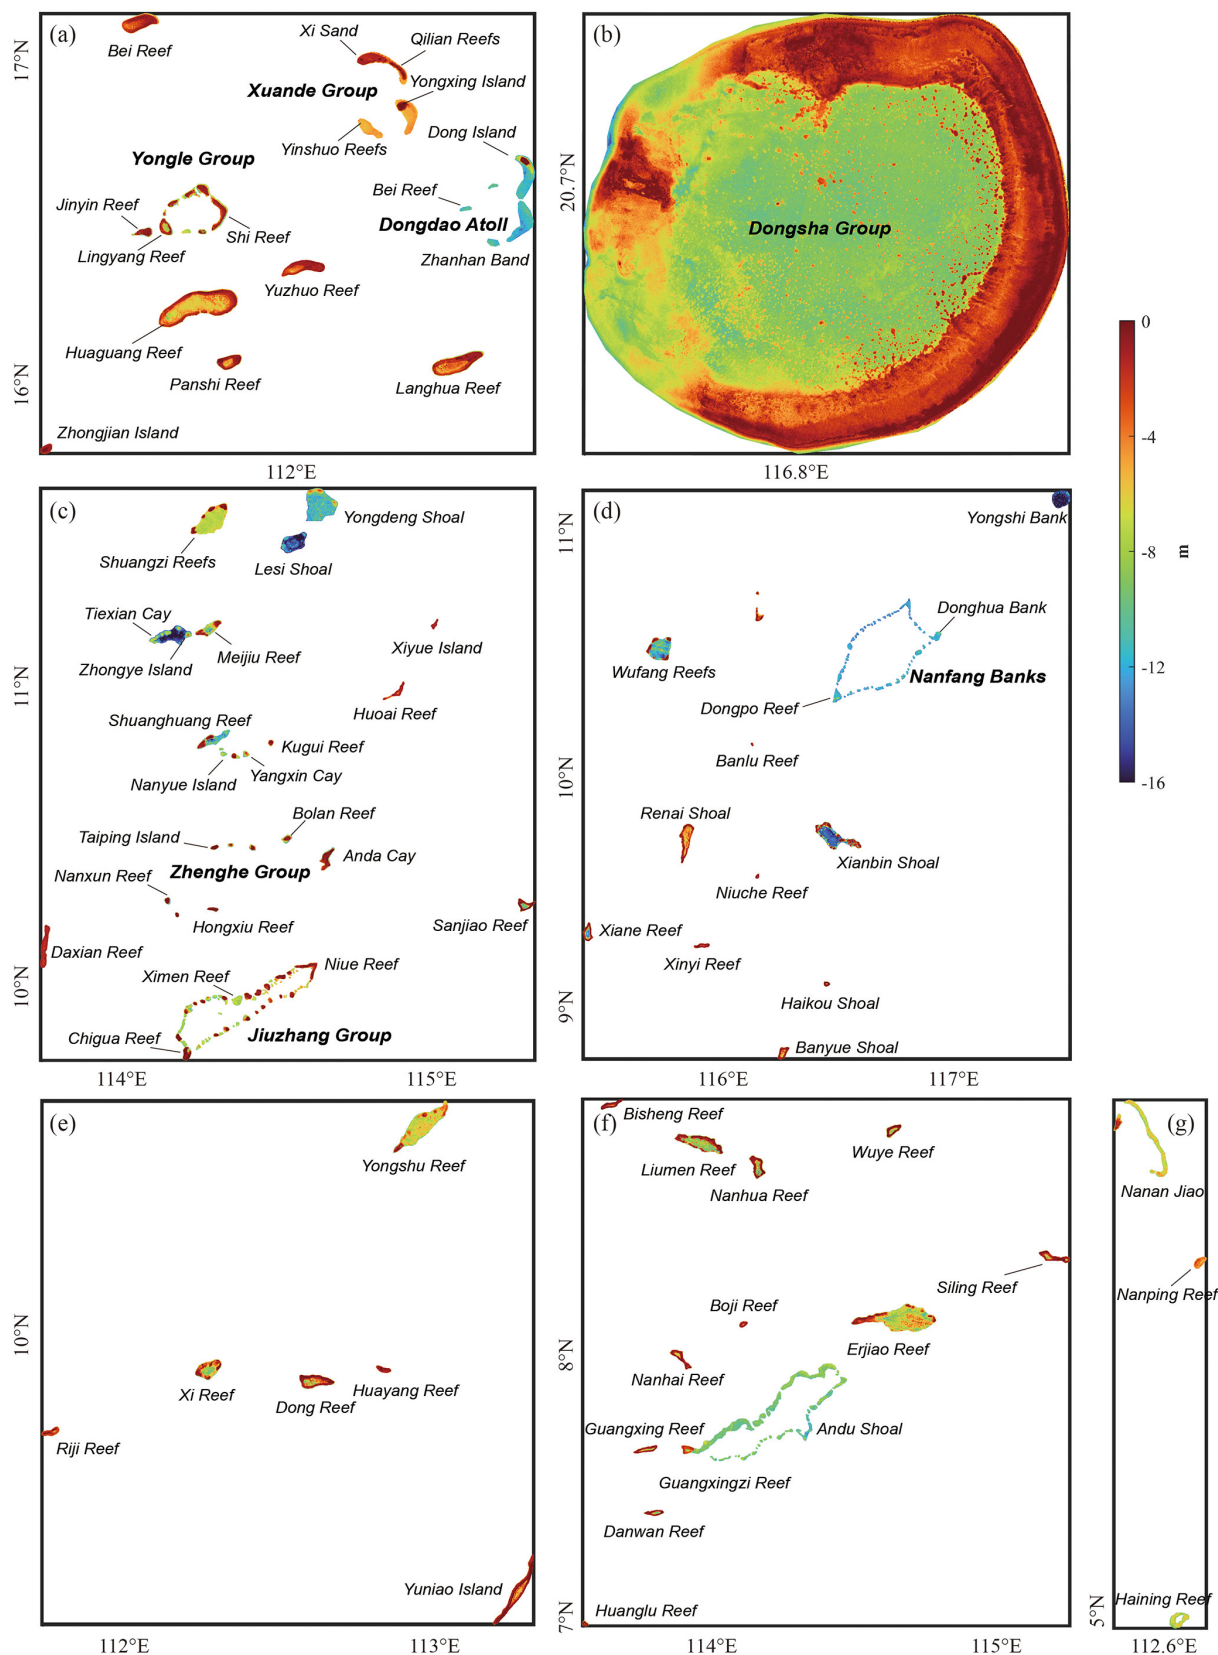 (a)
Bei Reef
Xi Sand
Qilian Reefs
Xuande Group
Yongxing Island
Yinshuo Reefs
Dong Island
Yongle Group
Bei Reef
Jinyin Reef
Dongdao Atoll
Shi Reef
Lingyang Reef
Zhanhan Band
Yuzhuo Reef
Huaguang Reef
Panshi Reef
Langhua Reef
Zhongjian Island
17°N
16°N
112°E
(b)
Dongsha Group
20.7°N
116.8°E
0
-4
-8
-12
-16
m
(c)
Yongdeng Shoal
Shuangzi Reefs
Lesi Shoal
Tiexian Cay
Zhongye Island
Meijiu Reef
Xiyue Island
Huoai Reef
Shuanghuang Reef
Kugui Reef
Nanyue Island
Yangxin Cay
Bolan Reef
Taiping Island
Anda Cay
Zhenghe Group
Nanxun Reef
Hongxiu Reef
Sanjiao Reef
Daxian Reef
Niue Reef
Ximen Reef
Chigua Reef
Jiuzhang Group
11°N
10°N
114°E
115°E
(d)
Yongshi Bank
Donghua Bank
Wufang Reefs
Nanfang Banks
Dongpo Reef
Banlu Reef
Renai Shoal
Xianbin Shoal
Niuche Reef
Xiane Reef
Xinyi Reef
Haikou Shoal
Banyue Shoal
11°N
10°N
9°N
116°E
117°E
(e)
Yongshu Reef
Xi Reef
Dong Reef
Huayang Reef
Riji Reef
Yuniao Island
10°N
112°E
113°E
(f)
Bisheng Reef
Liumen Reef
Nanhua Reef
Wuye Reef
Siling Reef
Boji Reef
Erjiao Reef
Nanhai Reef
Guangxing Reef
Andu Shoal
Guangxingzi Reef
Danwan Reef
Huanglu Reef
8°N
7°N
114°E
115°E
(g)
Nanan Jiao
Nanping Reef
Haining Reef
5°N
112.6°E